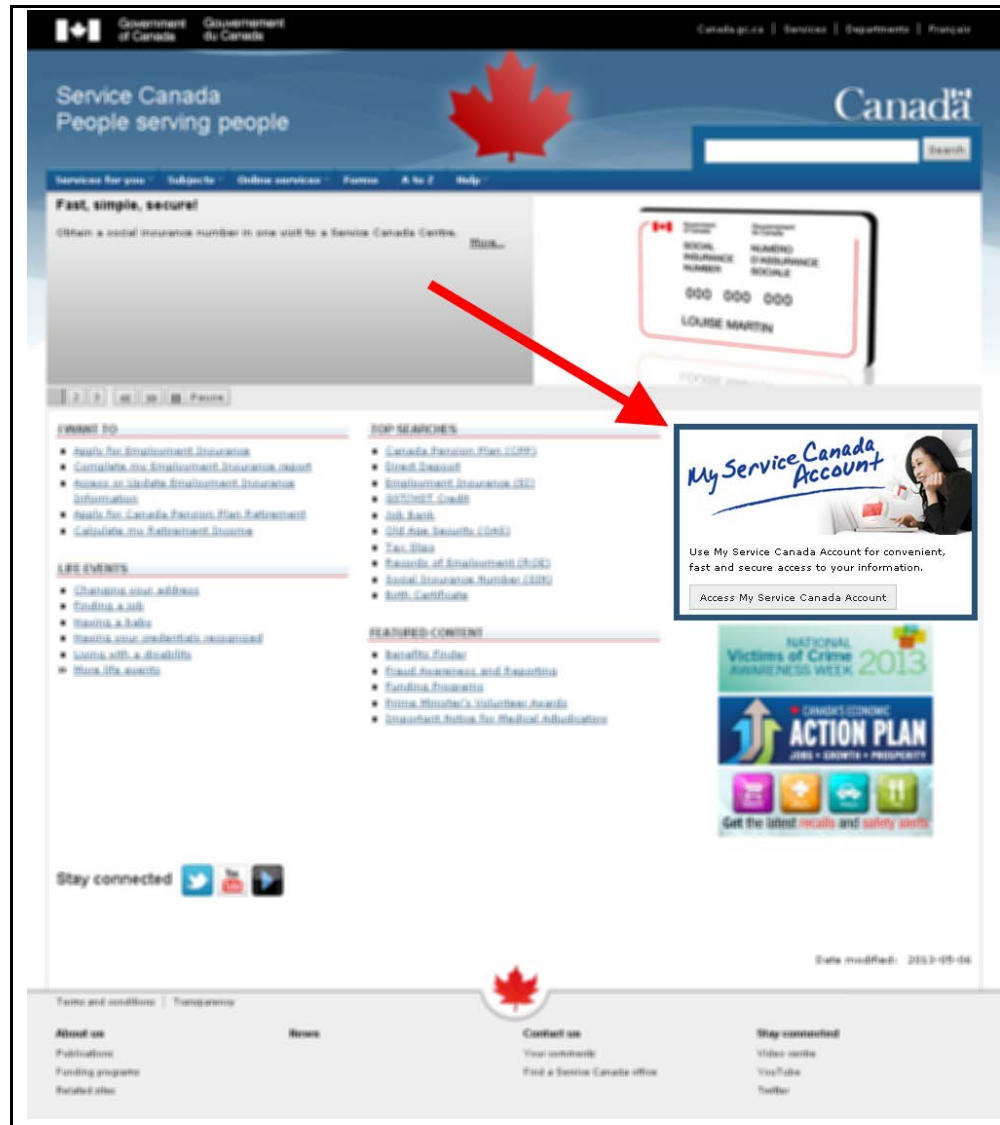 Government of Canada
Gouvernement du Canada
Canada.gc.ca | Services | Departments | Français
Service Canada
People serving people
Canada
Search
Services for you
Subjects
Online services
Forms
A to Z
Help
Fast, simple, secure!
Obtain a social insurance number in one visit to a Service Canada Centre.
More...
Government of Canada
Gouvernement du Canada
SOCIAL INSURANCE NUMBER
NUMÉRO D'ASSURANCE SOCIALE
000 000 000
LOUISE MARTIN
2 3
Pause
I WANT TO
Apply for Employment Insurance
Complete my Employment Insurance report
Access or Update Employment Insurance
Information
Apply for Canada Pension Plan Retirement
Calculate my Retirement Income
LIFE EVENTS
Changing your address
Finding a job
Having a baby
Having your credentials recognized
Living with a disability
More life events
TOP SEARCHES
Canada Pension Plan (CPP)
Direct Deposit
Employment Insurance (EI)
GST/HST Credit
Job Bank
Old Age Security (OAS)
Tax
Records of Employment (ROE)
Social Insurance Number (SIN)
Birth Certificate
FEATURED CONTENT
Benefits Finder
Fraud Awareness and Reporting
Funding Programs
Prime Minister's Volunteer Awards
Important Notice for Medical Adjudicators
My Service Canada
Account
Use My Service Canada Account for convenient,
fast and secure access to your information.
Access My Service Canada Account
NATIONAL
Victims of Crime
AWARENESS WEEK 2013
CANADA'S ECONOMIC
ACTION PLAN
JOBS • GROWTH • PROSPERITY
Get the latest recalls and safety alerts
Stay connected
You Tube
Date modified: 2013-05-06
Terms and conditions | Transparency
About us
Publications
Funding programs
Related sites
News
Contact us
Your comments
Find a Service Canada office
Stay connected
Video centre
YouTube
Twitter